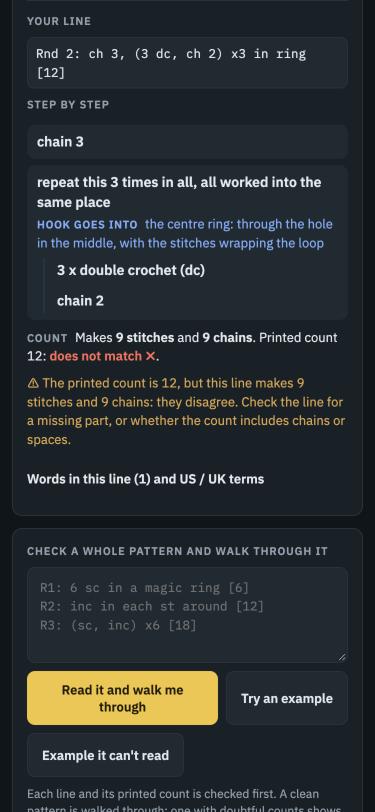 YOUR LINE
Rnd 2: ch 3, (3 dc, ch 2) x3 in ring
[12]
STEP BY STEP
chain 3
repeat this 3 times in all, all worked into the
same place
HOOK GOES INTO the centre ring: through the hole
in the middle, with the stitches wrapping the loop
3 x double crochet (dc)
chain 2
COUNT Makes 9 stitches and 9 chains. Printed count
12: does not match ✕.
⚠ The printed count is 12, but this line makes 9
stitches and 9 chains: they disagree. Check the line for
a missing part, or whether the count includes chains or
spaces.
Words in this line (1) and US / UK terms
CHECK A WHOLE PATTERN AND WALK THROUGH IT
R1: 6 sc in a magic ring [6]
R2: inc in each st around [12]
R3: (sc, inc) x6 [18]
Read it and walk me
through
Try an example
Example it can't read
Each line and its printed count is checked first. A clean
pattern is walked through; one with doubtful counts shows